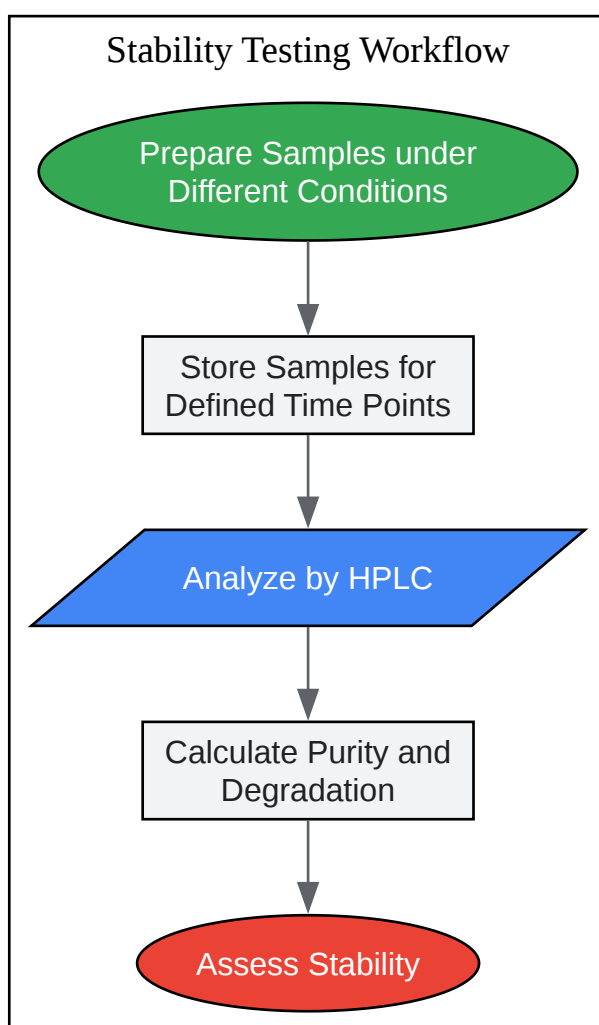 Stability Testing Workflow
Prepare Samples under
Different Conditions
Store Samples for
Defined Time Points
Analyze by HPLC
Calculate Purity and
Degradation
Assess Stability